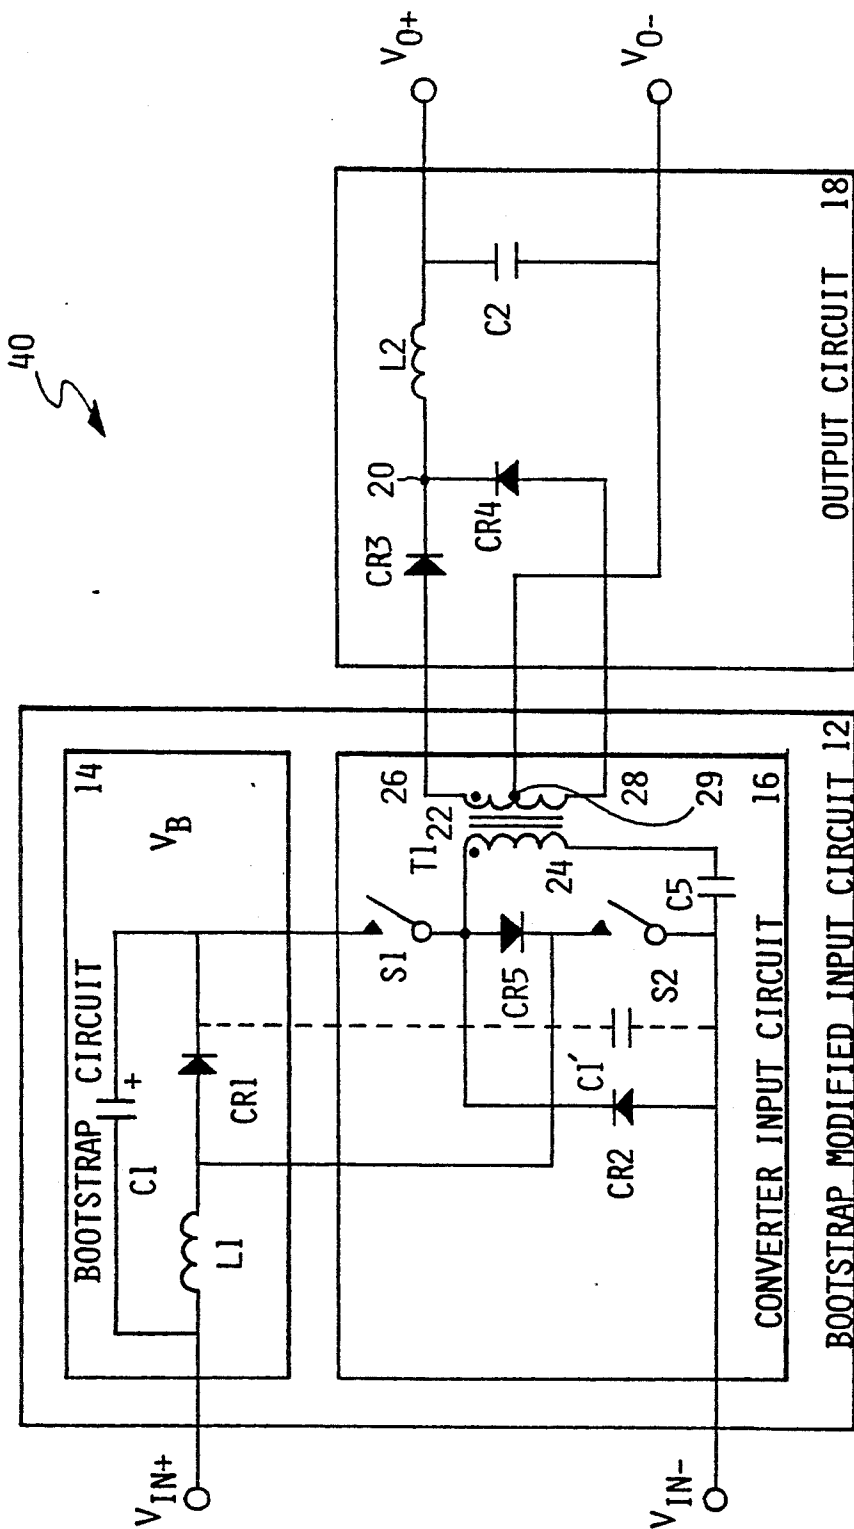 40
BOOTSTRAP CIRCUIT
14
C1
+
VB
L1
CR1
VIN+
VIN-
S1
T1
22
26
24
28
29
CR5
S2
C5
C1′
CR2
16
CONVERTER INPUT CIRCUIT
BOOTSTRAP MODIFIED INPUT CIRCUIT 12
CR3
20
L2
CR4
C2
OUTPUT CIRCUIT 18
VO+
VO-